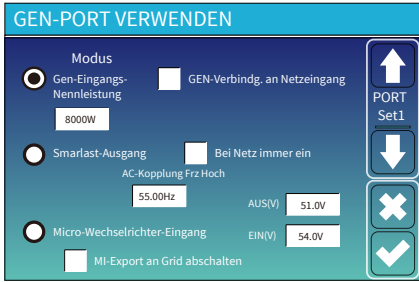 GEN-PORT VERWENDEN
Modus
Gen-Eingangs-
Nennleistung
GEN-Verbindg. an Netzeingang
8000W
PORT
Set1
Smarlast-Ausgang
Bei Netz immer ein
AC-Kopplung Frz Hoch
55.00Hz
AUS(V)
51.0V
Micro-Wechselrichter-Eingang
EIN(V)
54.0V
MI-Export an Grid abschalten